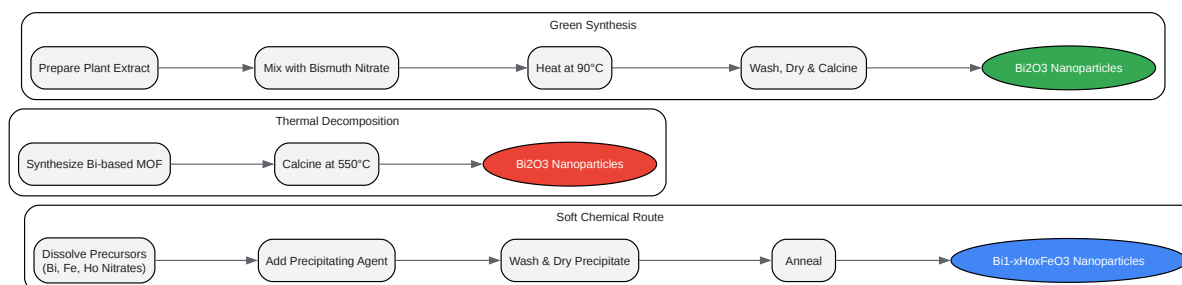 Green Synthesis
Prepare Plant Extract
Mix with Bismuth Nitrate
Heat at 90°C
Wash, Dry & Calcine
Bi2O3 Nanoparticles
Thermal Decomposition
Synthesize Bi-based MOF
Calcine at 550°C
Bi2O3 Nanoparticles
Soft Chemical Route
Dissolve Precursors
(Bi, Fe, Ho Nitrates)
Add Precipitating Agent
Wash & Dry Precipitate
Anneal
Bi1-xHoxFeO3 Nanoparticles